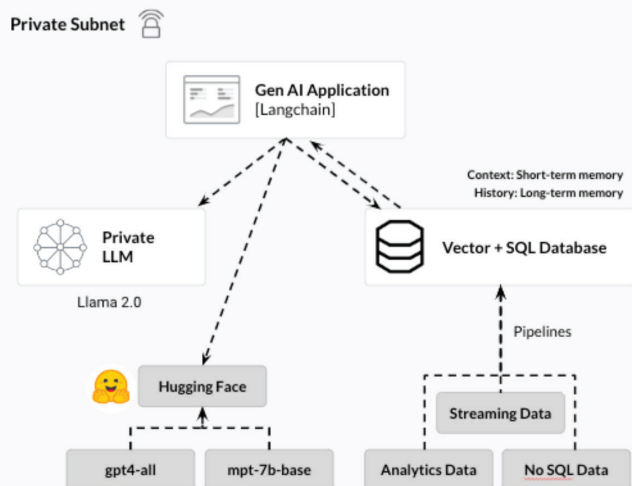 Private Subnet
Gen AI Application
[Langchain]
Context: Short-term memory
History: Long-term memory
Private
LLM
Vector + SQL Database
Llama 2.0
Pipelines
Hugging Face
Streaming Data
gpt4-all
mpt-7b-base
Analytics Data
No SQL Data